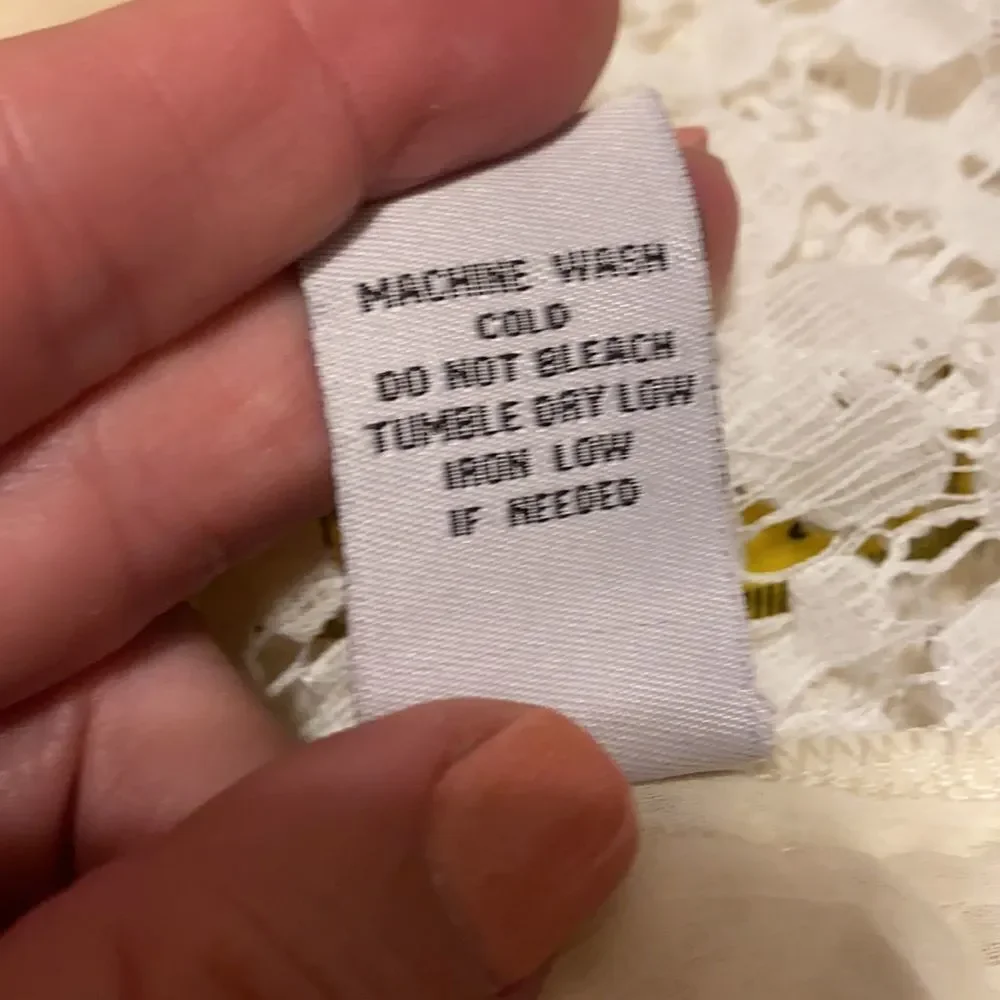 MACHINE WASH
COLD
DO NOT BLEACH
TUMBLE DRY LOW
IRON LOW
IF NEEDED